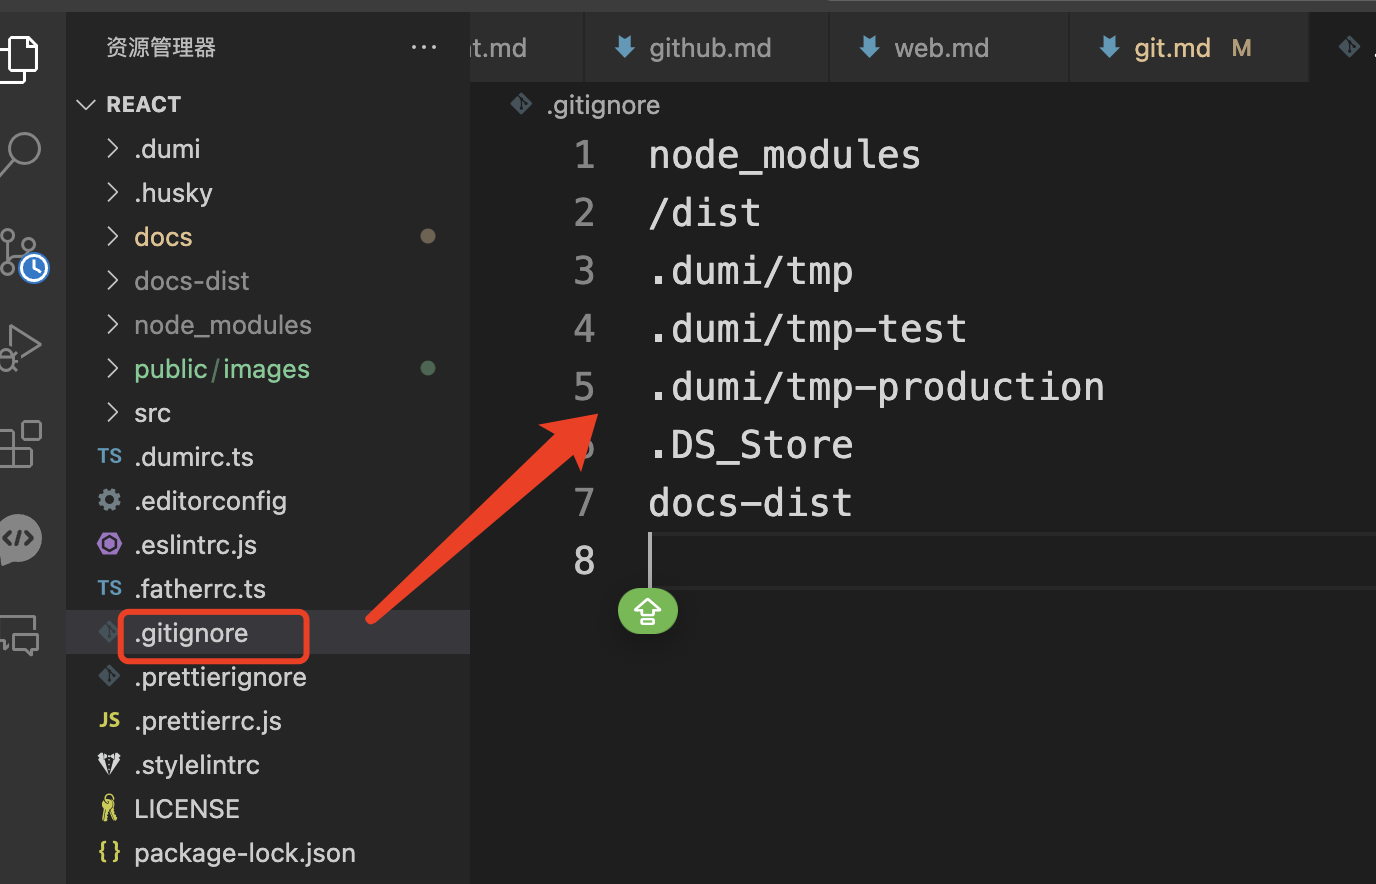 资源管理器
REACT
.dumi
.husky
docs
docs-dist
node_modules
public/images
src
TS .dumirc.ts
.editorconfig
.eslintrc.js
TS .fatherrc.ts
.gitignore
.prettierignore
JS .prettierrc.js
.stylelintrc
LICENSE
{} package-lock.json
t.md
github.md
web.md
git.md M
.gitignore
1 node_modules
2 /dist
3 .dumi/tmp
4 .dumi/tmp-test
5 .dumi/tmp-production
.DS_Store
7 docs-dist
8